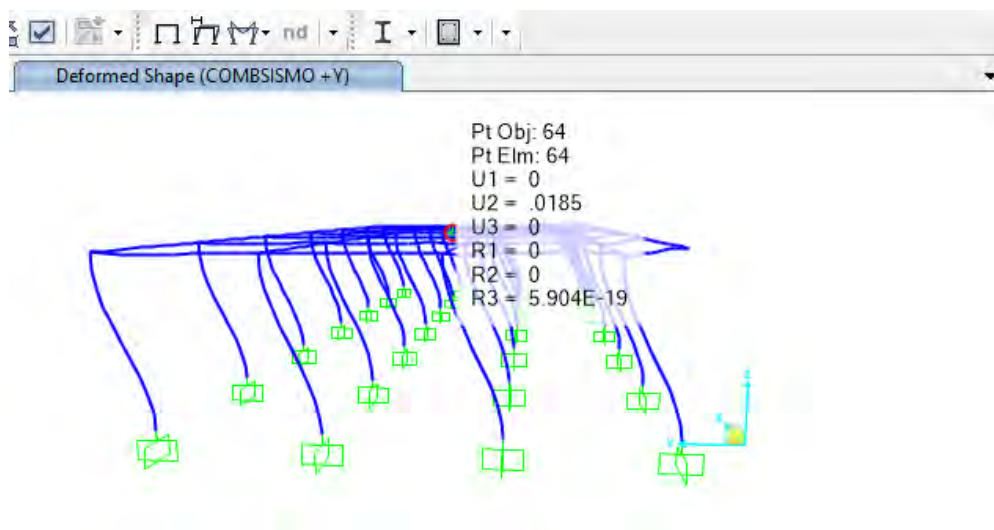 nd
Deformed Shape (COMBSISMO +Y)
Pt Obj: 64
Pt Elm: 64
U1 = 0
U2 = .0185
U3 = 0
R1 = 0
R2 = 0
R3 = 5.904E-19
Z
X
Y